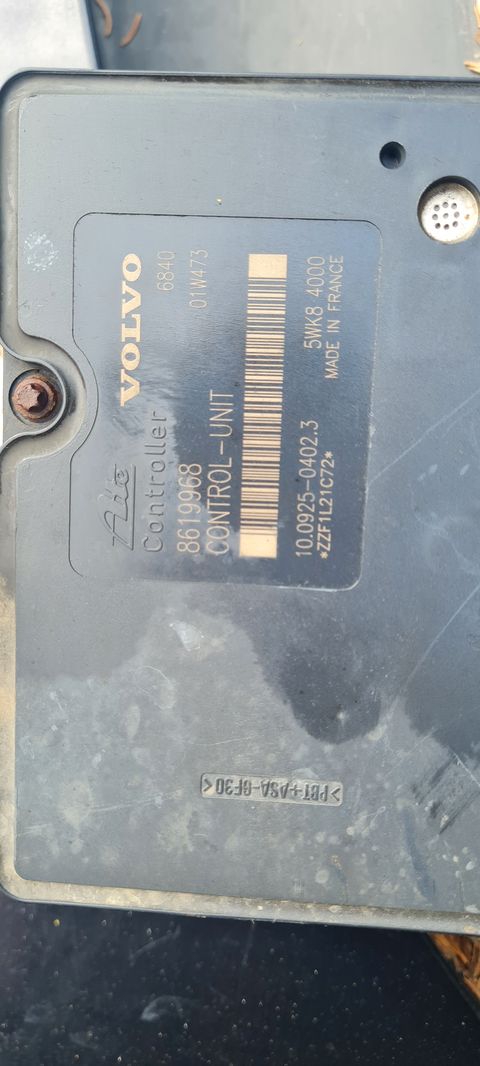 Ate
Controller
VOLVO
8619968
6840
CONTROL-UNIT
01W473
10.0925-0402.3
5WK8 4000
*ZZF1L21C72*
MADE IN FRANCE
>PBT+ASA-GF30<